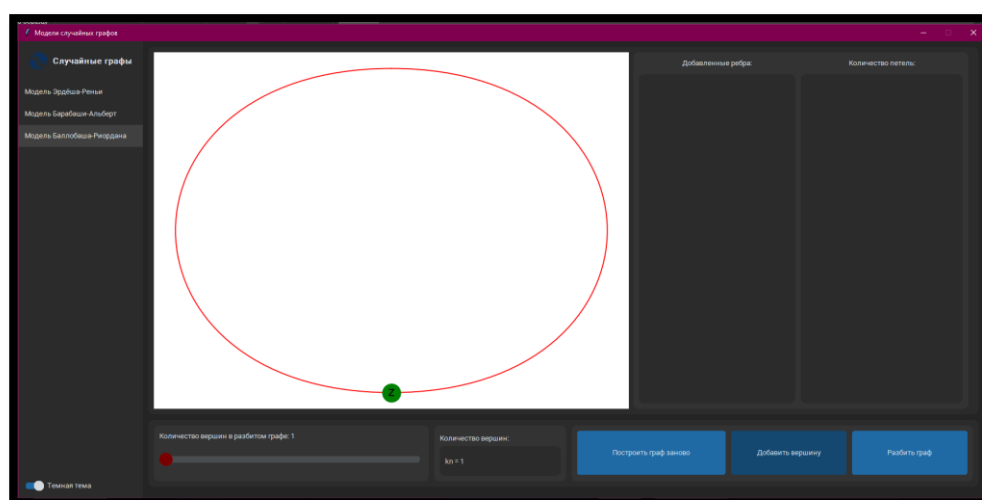 Модели случайных графов
Случайные графы
Модель Эрдёша-Реньи
Модель Барабаши-Альберт
Модель Баллобаша-Риордана
Добавленные ребра:
Количество петель:
Z
Количество вершин в разбитом графе: 1
Количество вершин:
kn = 1
Построить граф заново
Добавить вершину
Разбить граф
Темная тема